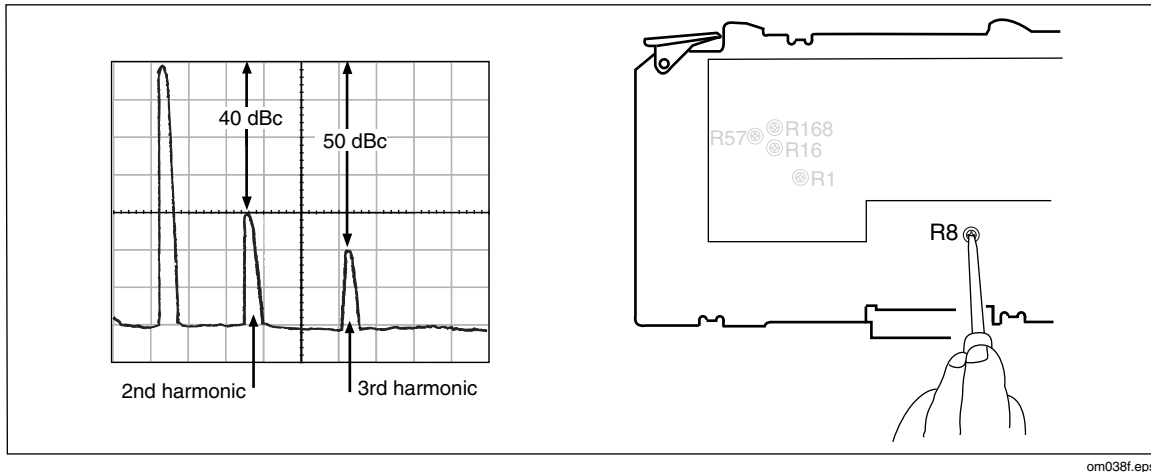 40 dBc
50 dBc
2nd harmonic
3rd harmonic
R57
R168
R16
R1
R8
om038f.eps